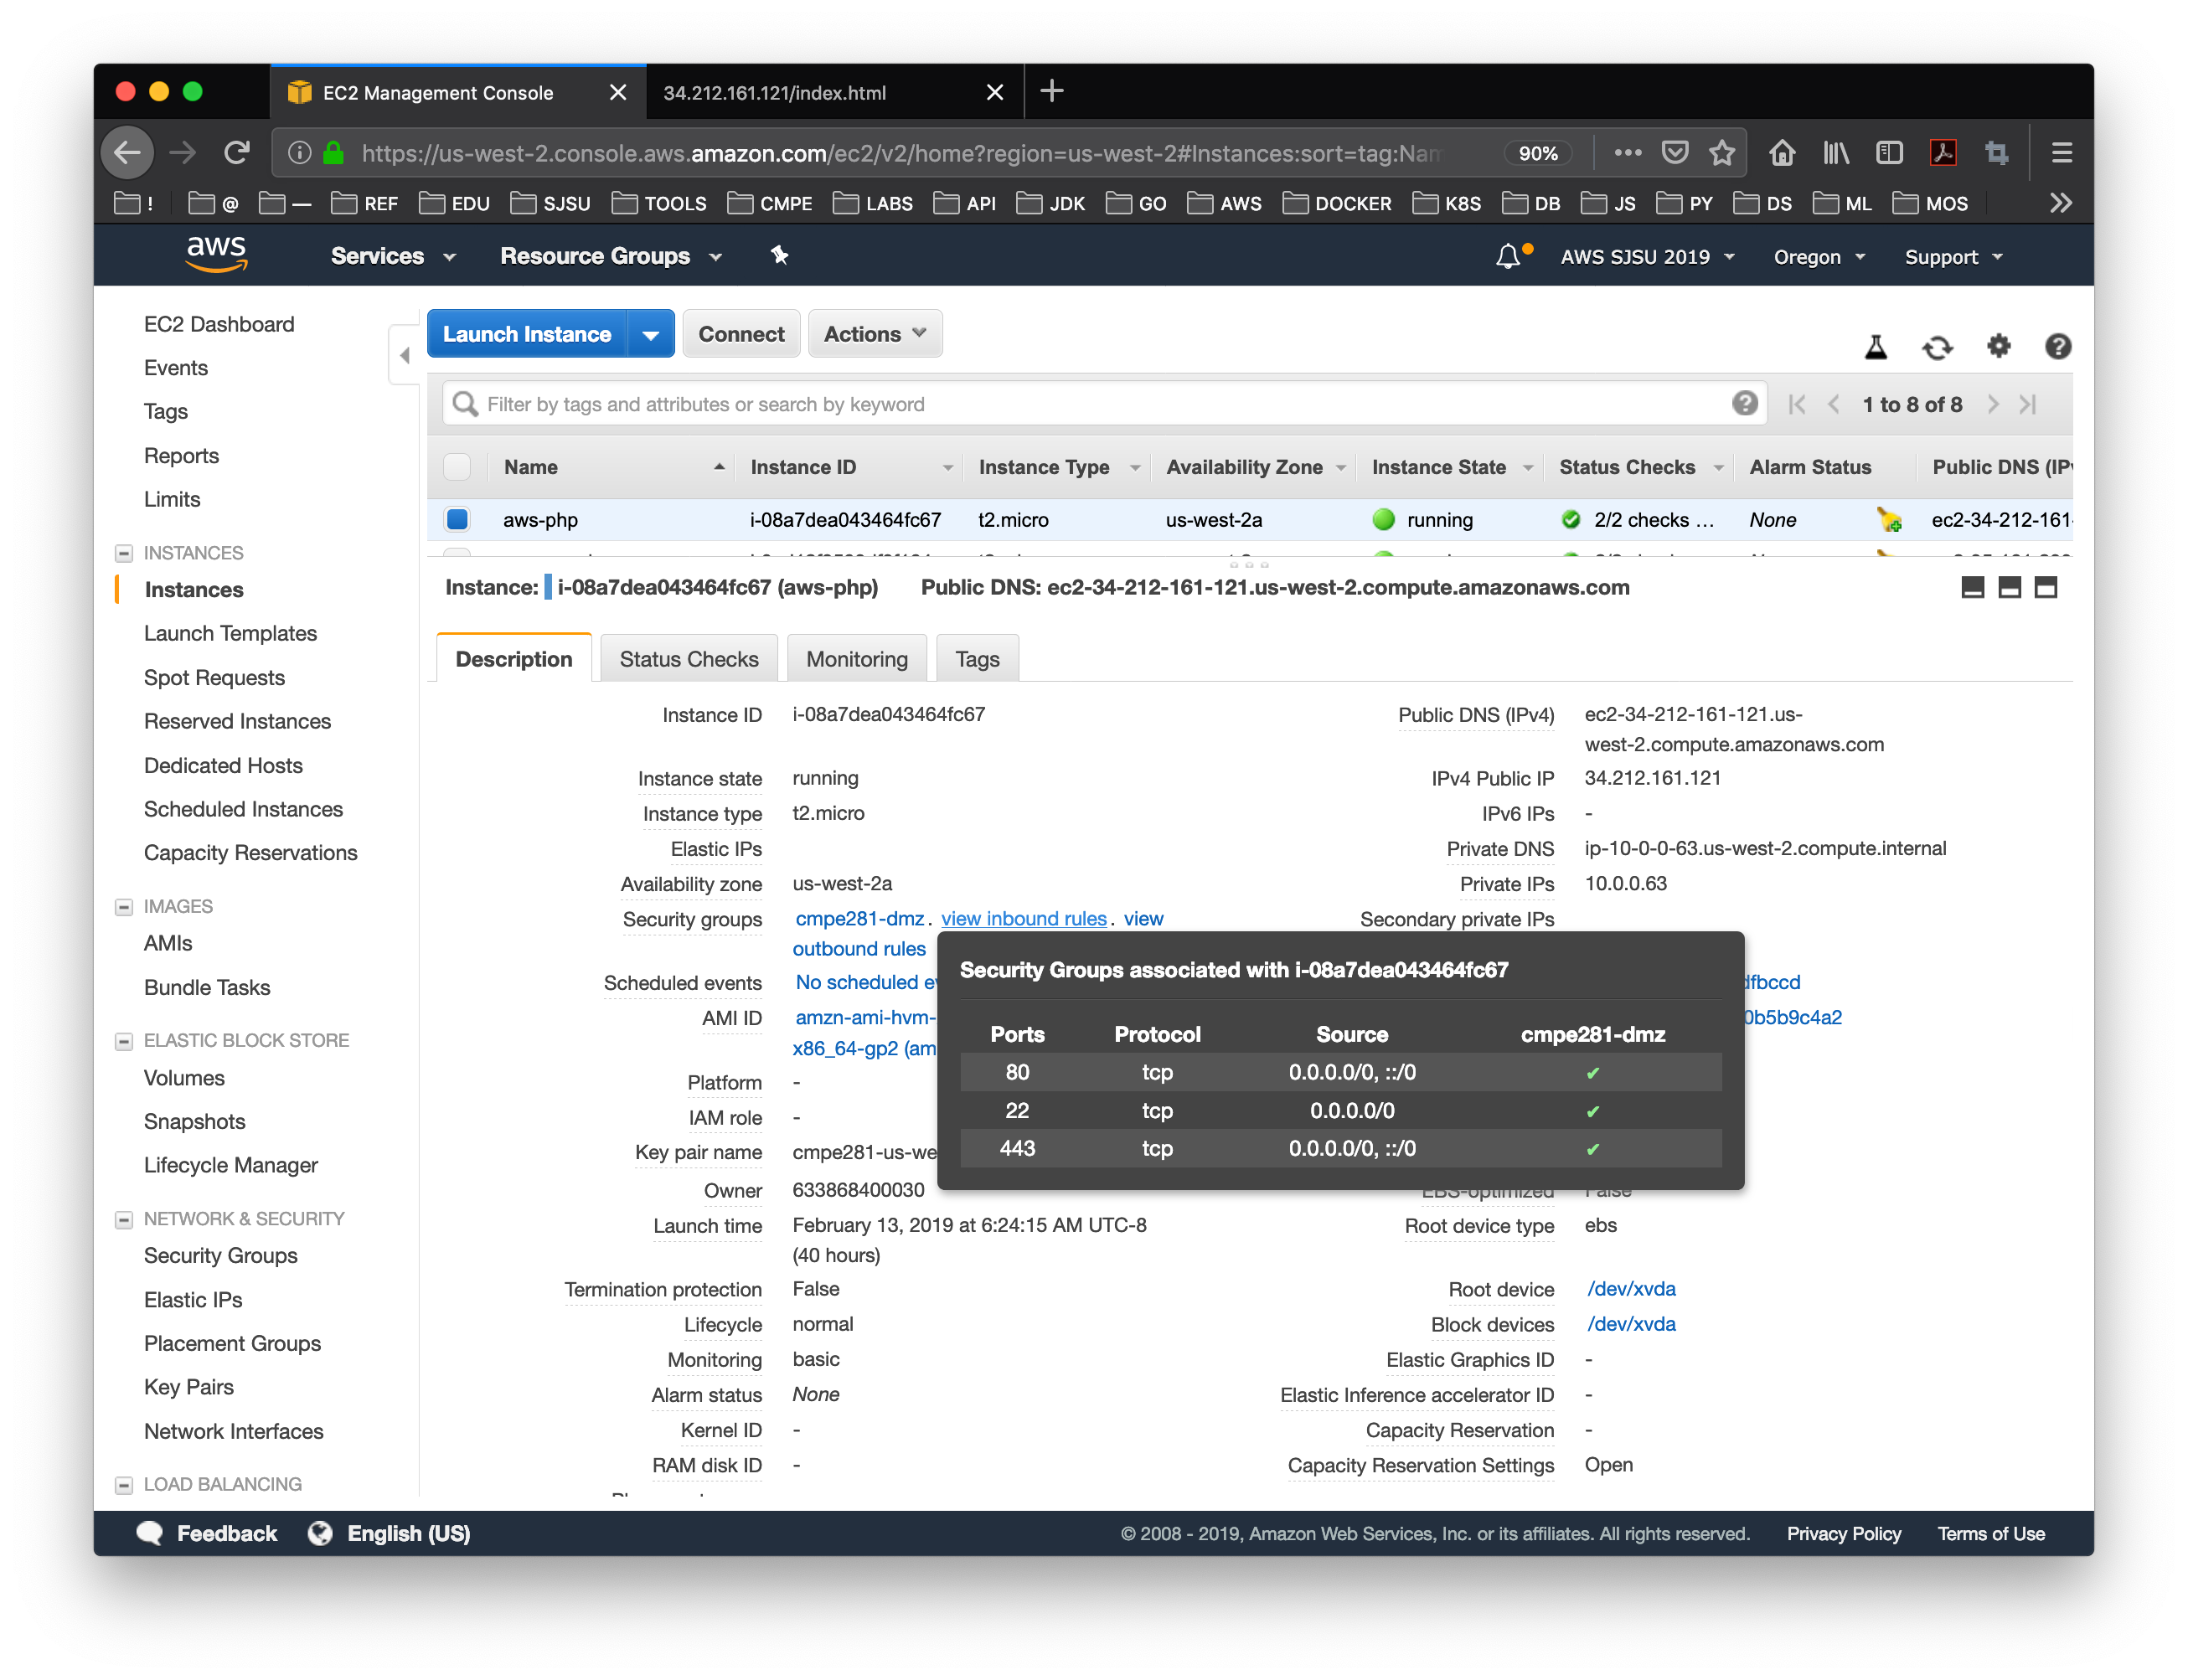 EC2 Management Console
34.212.161.121/index.html
https://us-west-2.console.aws.amazon.com/ec2/v2/home?region=us-west-2#Instances:sort=tag:Nam
90%
! @ — REF EDU SJSU TOOLS CMPE LABS API JDK GO AWS DOCKER K8S DB JS PY DS ML MOS
aws Services Resource Groups AWS SJSU 2019 Oregon Support
EC2 Dashboard
Events
Tags
Reports
Limits
INSTANCES
Instances
Launch Templates
Spot Requests
Reserved Instances
Dedicated Hosts
Scheduled Instances
Capacity Reservations
IMAGES
AMIs
Bundle Tasks
ELASTIC BLOCK STORE
Volumes
Snapshots
Lifecycle Manager
NETWORK & SECURITY
Security Groups
Elastic IPs
Placement Groups
Key Pairs
Network Interfaces
LOAD BALANCING
Launch Instance Connect Actions
Filter by tags and attributes or search by keyword
1 to 8 of 8
Name Instance ID Instance Type Availability Zone Instance State Status Checks Alarm Status Public DNS (IPv
aws-php i-08a7dea043464fc67 t2.micro us-west-2a running 2/2 checks ... None ec2-34-212-161-
Instance: i-08a7dea043464fc67 (aws-php) Public DNS: ec2-34-212-161-121.us-west-2.compute.amazonaws.com
Description Status Checks Monitoring Tags
Instance ID i-08a7dea043464fc67
Instance state running
Instance type t2.micro
Elastic IPs
Availability zone us-west-2a
Security groups cmpe281-dmz. view inbound rules. view
outbound rules
Scheduled events No scheduled ev
AMI ID amzn-ami-hvm-
x86_64-gp2 (am
Platform -
IAM role -
Key pair name cmpe281-us-we
Owner 633868400030
Launch time February 13, 2019 at 6:24:15 AM UTC-8
(40 hours)
Termination protection False
Lifecycle normal
Monitoring basic
Alarm status None
Kernel ID -
RAM disk ID -
Public DNS (IPv4) ec2-34-212-161-121.us-
west-2.compute.amazonaws.com
IPv4 Public IP 34.212.161.121
IPv6 IPs -
Private DNS ip-10-0-0-63.us-west-2.compute.internal
Private IPs 10.0.0.63
Secondary private IPs
dfbccd
0b5b9c4a2
EBS-optimized False
Root device type ebs
Root device /dev/xvda
Block devices /dev/xvda
Elastic Graphics ID -
Elastic Inference accelerator ID -
Capacity Reservation -
Capacity Reservation Settings Open
Security Groups associated with i-08a7dea043464fc67
Ports Protocol Source cmpe281-dmz
80 tcp 0.0.0.0/0, ::/0 ✔
22 tcp 0.0.0.0/0 ✔
443 tcp 0.0.0.0/0, ::/0 ✔
Feedback English (US) © 2008 - 2019, Amazon Web Services, Inc. or its affiliates. All rights reserved. Privacy Policy Terms of Use